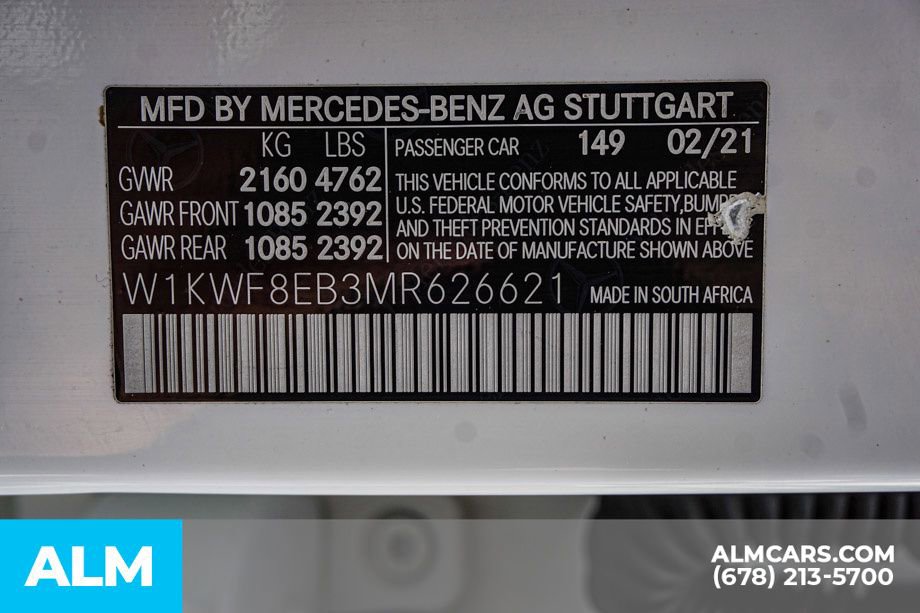 MFD BY MERCEDES-BENZ AG STUTTGART
KG LBS
GVWR 2160 4762
GAWR FRONT 1085 2392
GAWR REAR 1085 2392
PASSENGER CAR 149 02/21
THIS VEHICLE CONFORMS TO ALL APPLICABLE
U.S. FEDERAL MOTOR VEHICLE SAFETY,BUMPE
AND THEFT PREVENTION STANDARDS IN EFFE
ON THE DATE OF MANUFACTURE SHOWN ABOVE
W1KWF8EB3MR626621 MADE IN SOUTH AFRICA
ALM
ALMCARS.COM
(678) 213-5700